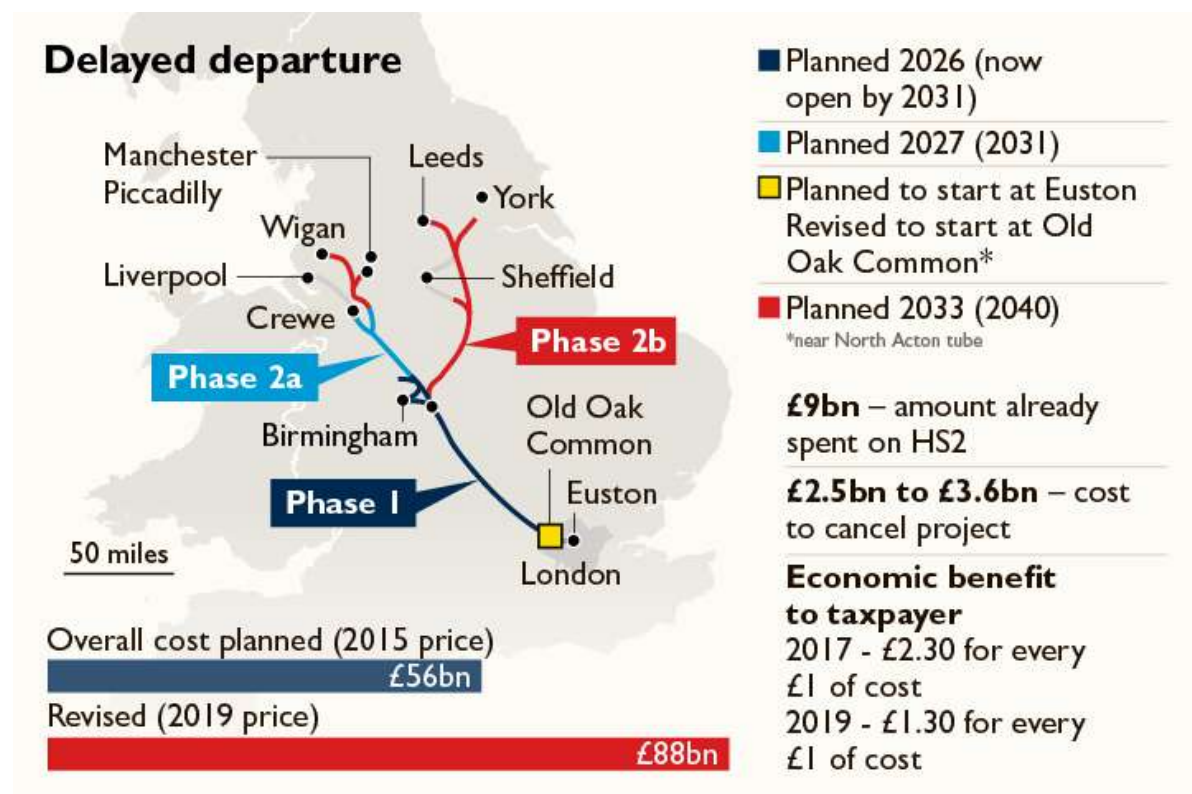 Delayed departure
Manchester
Piccadilly
Leeds
York
Wigan
Liverpool
Sheffield
Crewe
Phase 2b
Phase 2a
Old Oak
Common
Birmingham
Euston
Phase 1
50 miles
London
Overall cost planned (2015 price)
£56bn
Revised (2019 price)
£88bn
Planned 2026 (now
open by 2031)
Planned 2027 (2031)
Planned to start at Euston
Revised to start at Old
Oak Common*
Planned 2033 (2040)
*near North Acton tube
£9bn – amount already
spent on HS2
£2.5bn to £3.6bn – cost
to cancel project
Economic benefit
to taxpayer
2017 - £2.30 for every
£1 of cost
2019 - £1.30 for every
£1 of cost